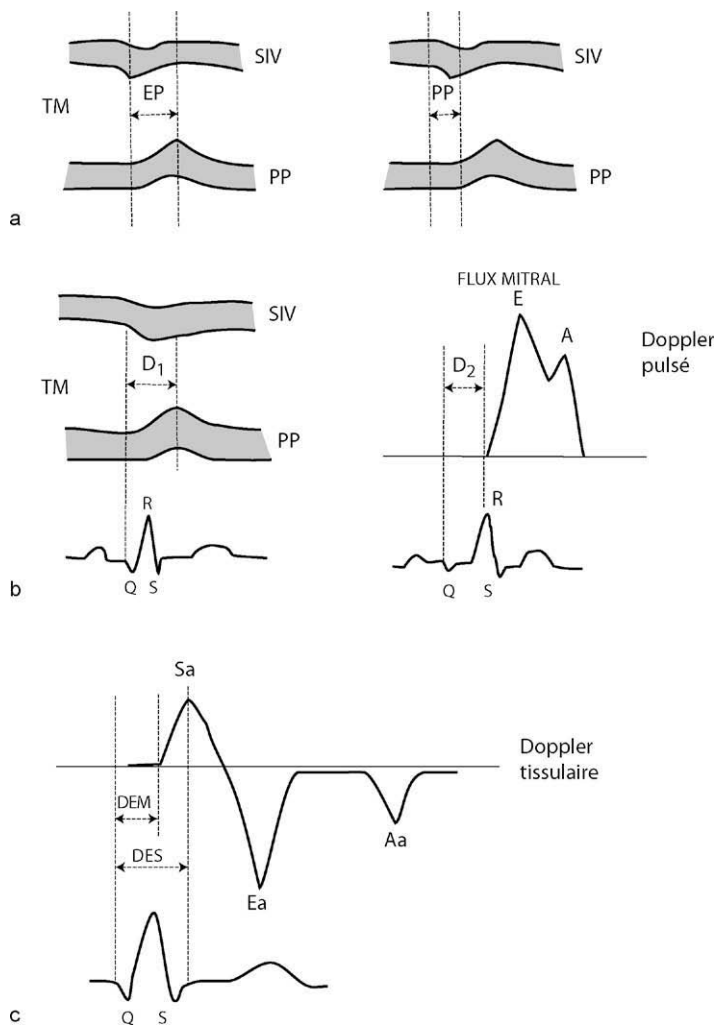 SIV
EP
TM
PP
a
SIV
PP
PP
SIV
D1
TM
PP
R
Q S
b
FLUX MITRAL
E
A
D2
Doppler
pulsé
R
Q S
Sa
DEM
DES
Doppler
tissulaire
Aa
Ea
Q S
c